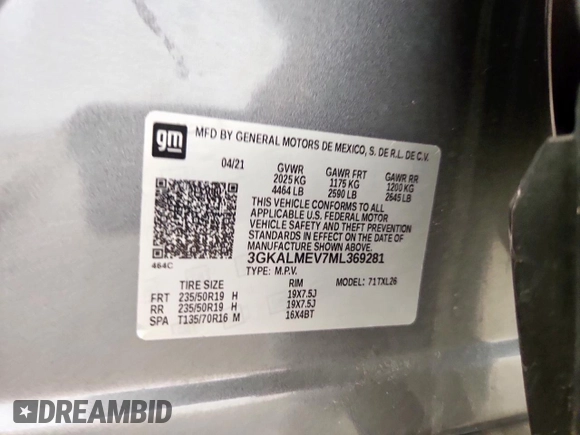 gm
MFD BY GENERAL MOTORS DE MEXICO, S. DE R.L. DE C.V.
04/21 GVWR GAWR FRT GAWR RR
2025 KG 1175 KG 1200 KG
4464 LB 2590 LB 2645 LB
THIS VEHICLE CONFORMS TO ALL
APPLICABLE U.S. FEDERAL MOTOR
VEHICLE SAFETY AND THEFT
PREVENTION STANDARDS IN EFFECT
ON THE DATE OF MANUFACTURE
SHOWN ABOVE.
464C
3GKALMEV7ML369281
TYPE: M.P.V. MODEL: 71TXL26
TIRE SIZE RIM
FRT 235/50R19 H 19X7.5J
RR 235/50R19 H 19X7.5J
SPA T135/70R16 M 16X4BT
DREAMBID